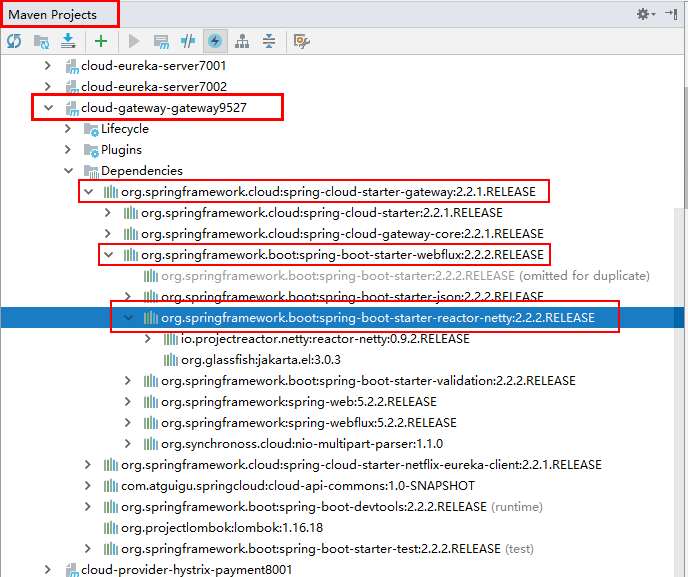 Maven Projects
cloud-eureka-server7001
cloud-eureka-server7002
cloud-gateway-gateway9527
Lifecycle
Plugins
Dependencies
org.springframework.cloud:spring-cloud-starter-gateway:2.2.1.RELEASE
org.springframework.cloud:spring-cloud-starter:2.2.1.RELEASE
org.springframework.cloud:spring-cloud-gateway-core:2.2.1.RELEASE
org.springframework.boot:spring-boot-starter-webflux:2.2.2.RELEASE
org.springframework.boot:spring-boot-starter:2.2.2.RELEASE (omitted for duplicate)
org.springframework.boot:spring-boot-starter-json:2.2.2.RELEASE
org.springframework.boot:spring-boot-starter-reactor-netty:2.2.2.RELEASE
io.projectreactor.netty:reactor-netty:0.9.2.RELEASE
org.glassfish:jakarta.el:3.0.3
org.springframework.boot:spring-boot-starter-validation:2.2.2.RELEASE
org.springframework:spring-web:5.2.2.RELEASE
org.springframework:spring-webflux:5.2.2.RELEASE
org.synchronoss.cloud:nio-multipart-parser:1.1.0
org.springframework.cloud:spring-cloud-starter-netflix-eureka-client:2.2.1.RELEASE
com.atguigu.springcloud:cloud-api-commons:1.0-SNAPSHOT
org.springframework.boot:spring-boot-devtools:2.2.2.RELEASE (runtime)
org.projectlombok:lombok:1.16.18
org.springframework.boot:spring-boot-starter-test:2.2.2.RELEASE (test)
cloud-provider-hystrix-payment8001